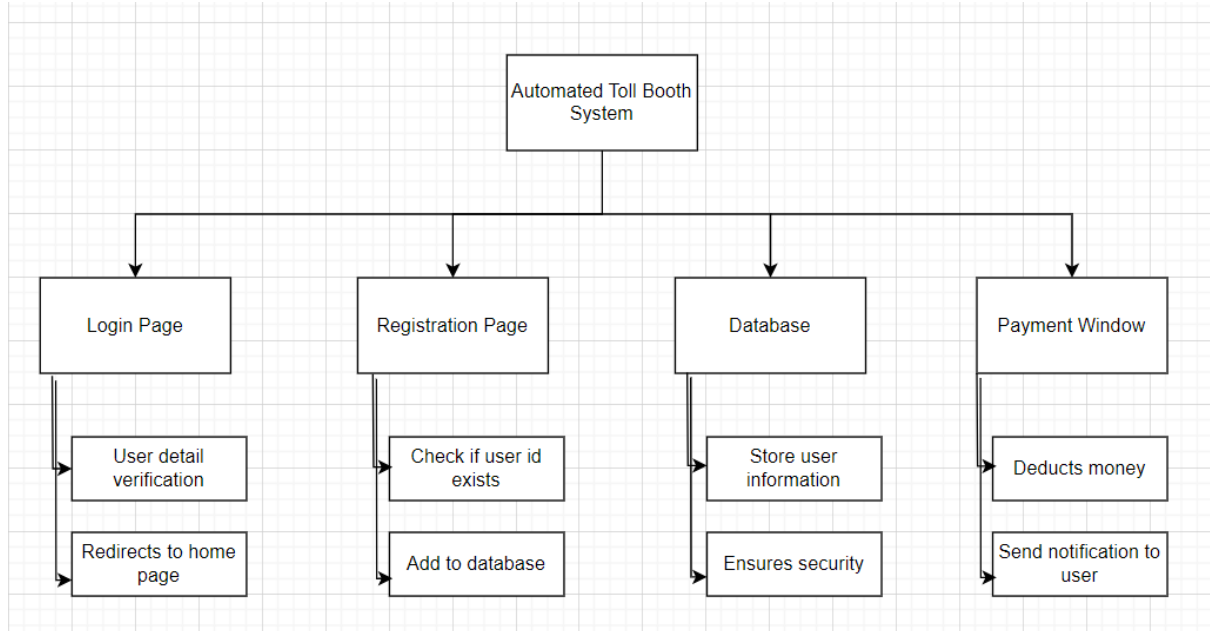 Automated Toll Booth
System
Login Page
Registration Page
Database
Payment Window
User detail
verification
Check if user id
exists
Store user
information
Deducts money
Redirects to home
page
Add to database
Ensures security
Send notification to
user